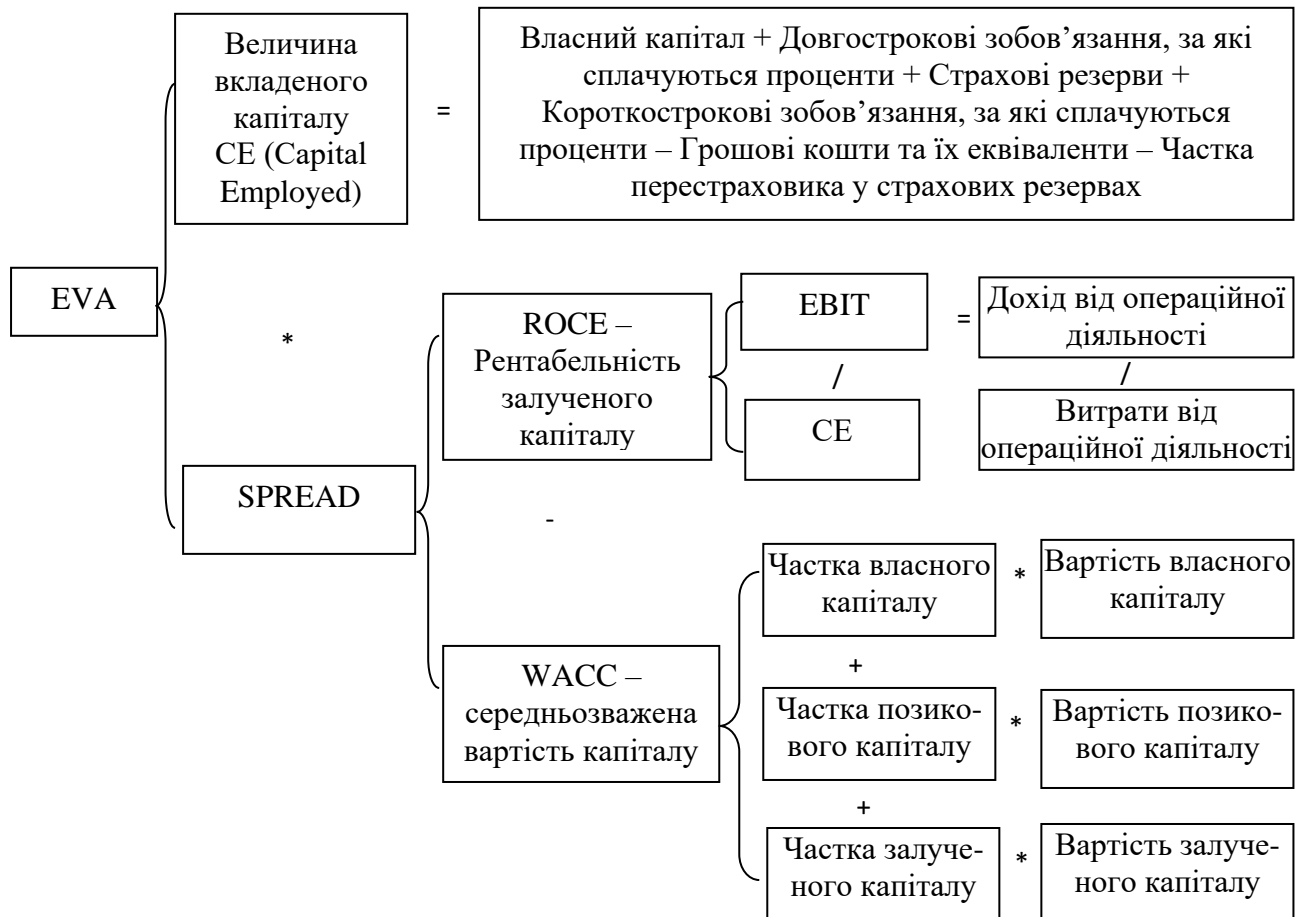 Величина
вкладеного
капіталу
CE (Capital
Employed)
=
Власний капітал + Довгострокові зобов’язання, за які
сплачуються проценти + Страхові резерви +
Короткострокові зобов’язання, за які сплачуються
проценти – Грошові кошти та їх еквіваленти – Частка
перестраховика у страхових резервах
EVA
*
SPREAD
ROCE –
Рентабельність
залученого
капіталу
EBIT
/
CE
=
Дохід від операційної
діяльності
/
Витрати від
операційної діяльності
-
WACC –
середньозважена
вартість капіталу
Частка власного
капіталу
*
Вартість власного
капіталу
+
Частка позико-
вого капіталу
*
Вартість позико-
вого капіталу
+
Частка залуче-
ного капіталу
*
Вартість залуче-
ного капіталу